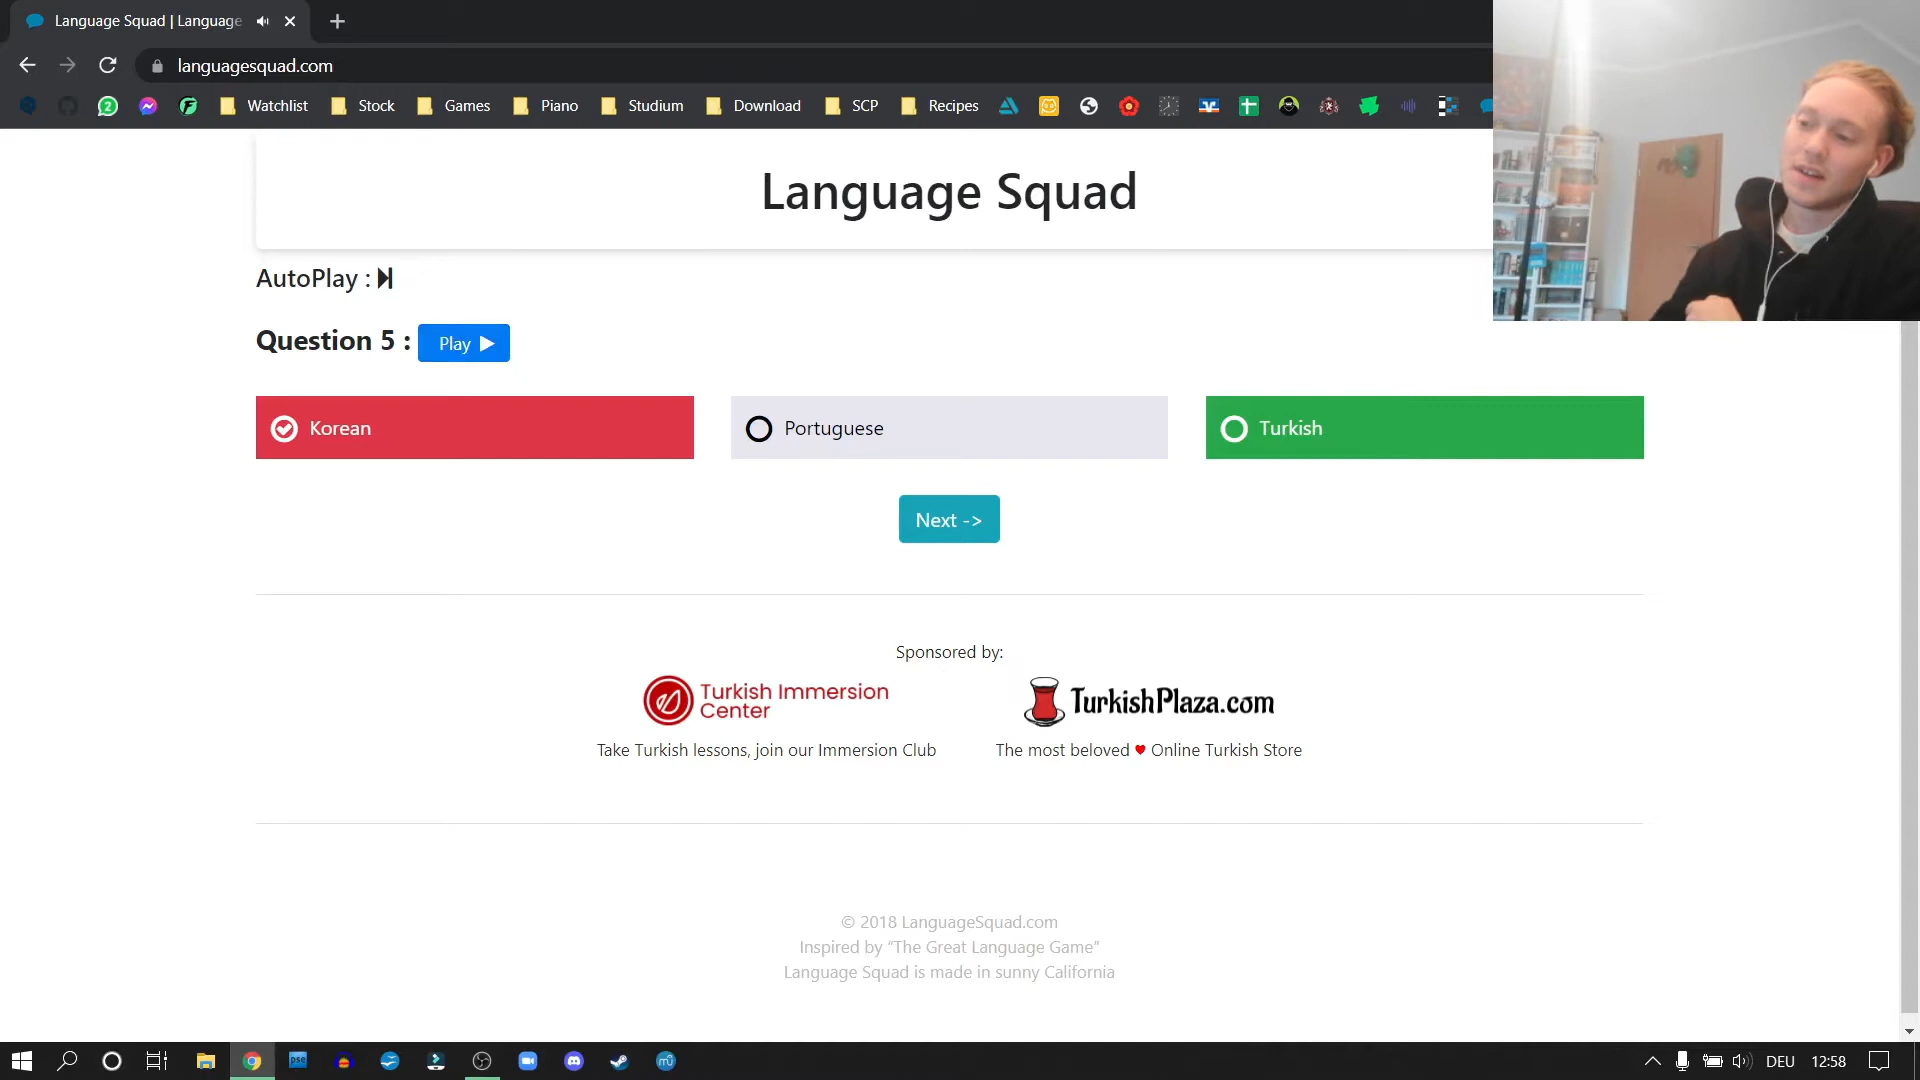 Language Squad | Language
languagesquad.com
2
Watchlist
Stock
Games
Piano
Studium
Download
SCP
Recipes
Language Squad
AutoPlay :
Question 5 : Play
Korean
Portuguese
Turkish
Next ->
Sponsored by:
Turkish Immersion
Center
TurkishPlaza.com
Take Turkish lessons, join our Immersion Club
The most beloved ♥ Online Turkish Store
© 2018 LanguageSquad.com
Inspired by “The Great Language Game”
Language Squad is made in sunny California
pse
mü
DEU
12:58